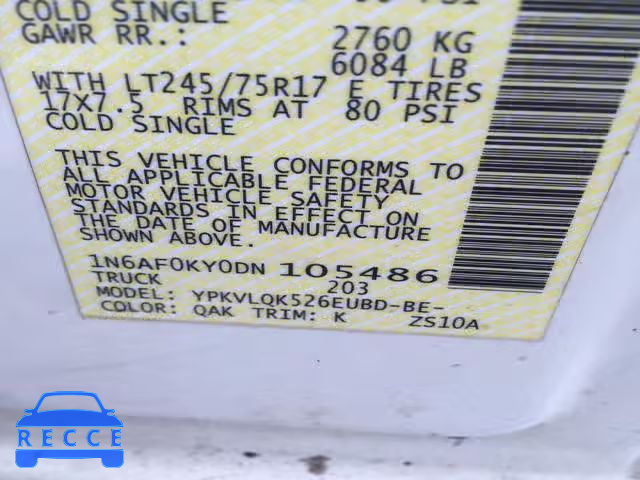 COLD SINGLE
GAWR RR.: 2760 KG
6084 LB
WITH LT245/75R17 E TIRES
17X7.5 RIMS AT 80 PSI
COLD SINGLE
THIS VEHICLE CONFORMS TO
ALL APPLICABLE FEDERAL
MOTOR VEHICLE SAFETY
STANDARDS IN EFFECT ON
THE DATE OF MANUFACTURE
SHOWN ABOVE.
1N6AF0KY0DN 105486
TRUCK 203
MODEL: YPKVLQK526EUBD-BE-
COLOR: QAK TRIM: K ZS10A
RECCE